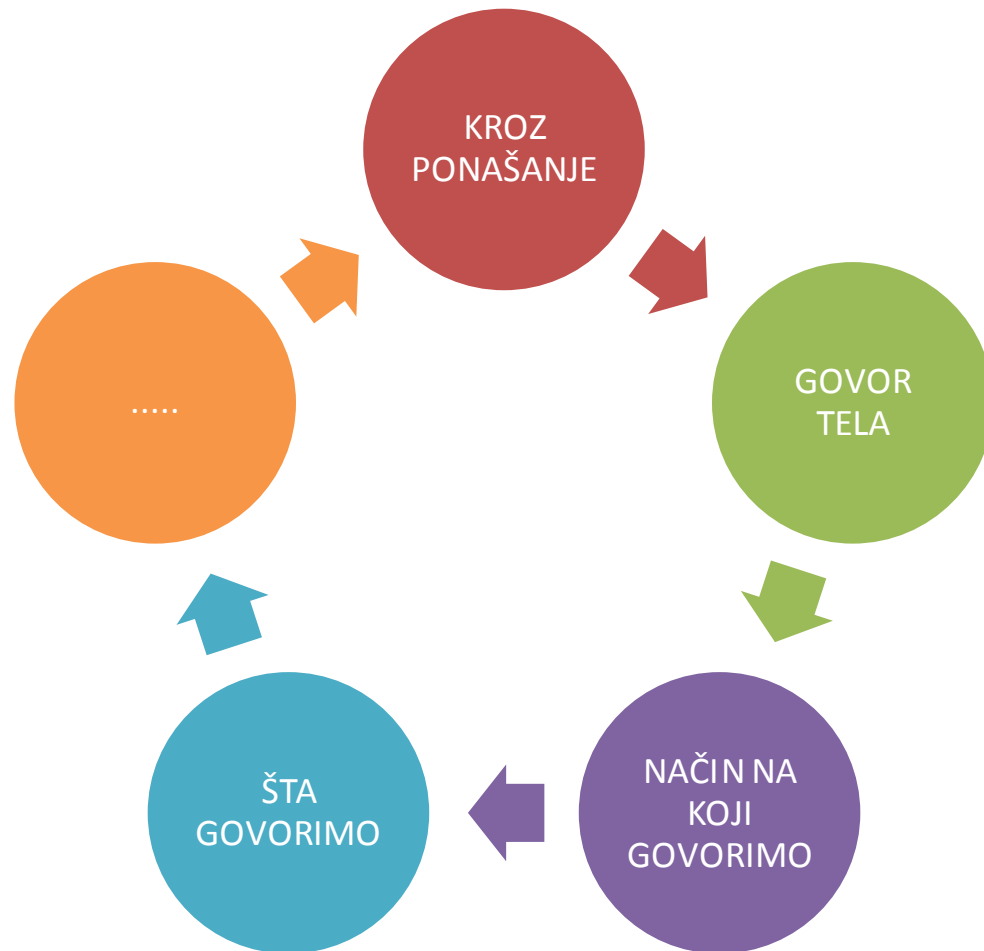 KROZ
PONAŠANJE
GOVOR
TELA
NAČIN NA
KOJI
GOVORIMO
ŠTA
GOVORIMO
.....